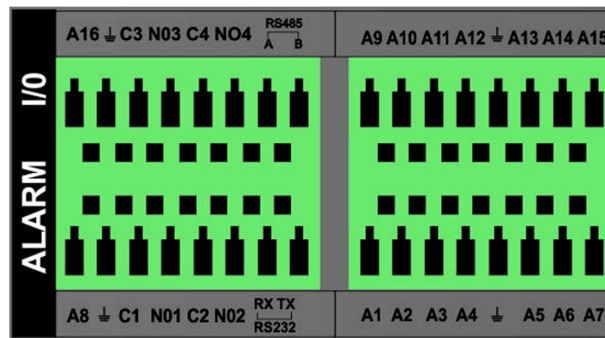 ALARM I/0
A16 ⏚ C3 N03 C4 NO4 RS485 A B
A9 A10 A11 A12 ⏚ A13 A14 A15
A8 ⏚ C1 N01 C2 N02 RX TX RS232
A1 A2 A3 A4 ⏚ A5 A6 A7